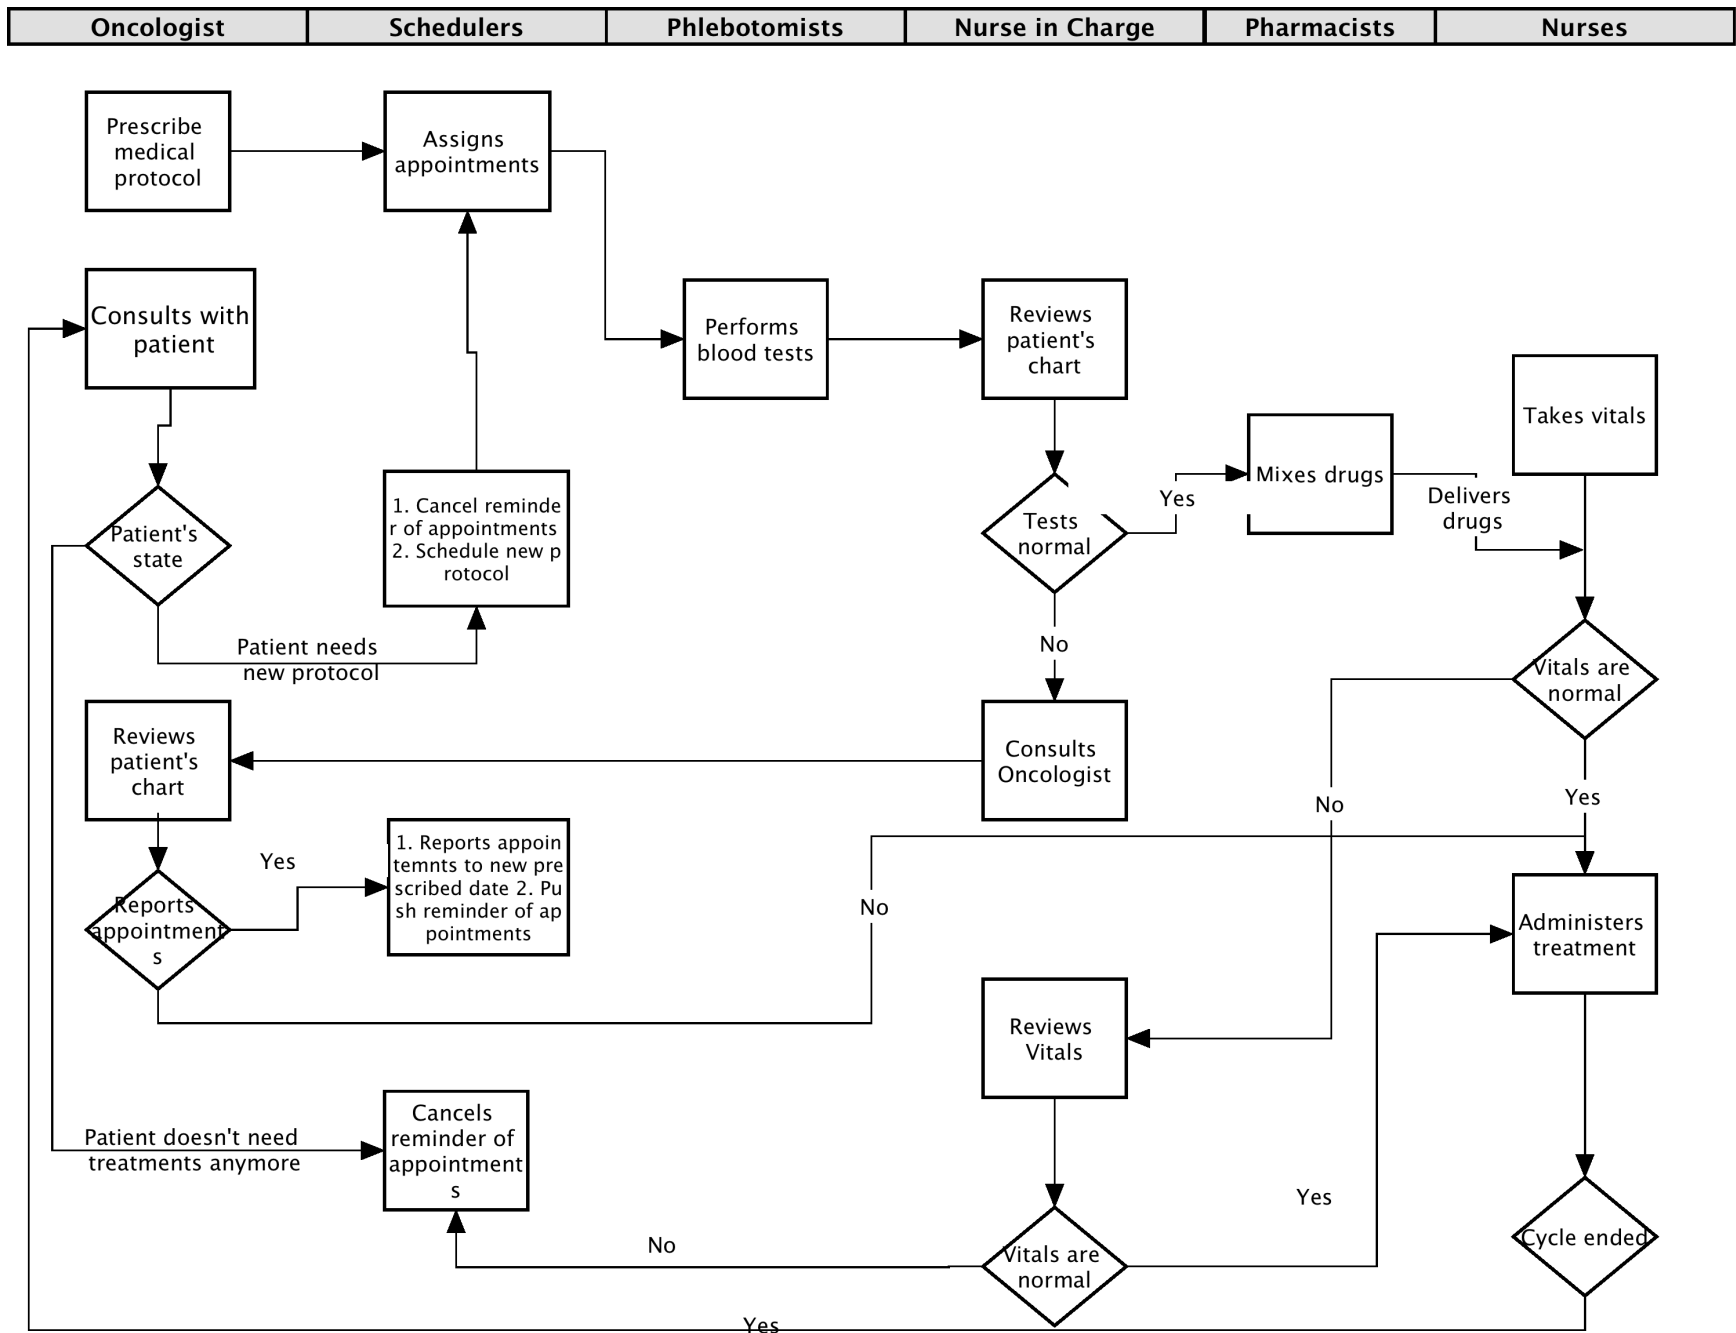 Oncologist
Schedulers
Phlebotomists
Nurse in Charge
Pharmacists
Nurses
Prescribe
medical
protocol
Assigns
appointments
Consults with
patient
Performs
blood tests
Reviews
patient's
chart
Takes vitals
Mixes drugs
Delivers
drugs
Yes
Tests
normal
Patient's
state
1. Cancel reminde
r of appointments
2. Schedule new p
rotocol
No
Patient needs
new protocol
Vitals are
normal
Reviews
patient's
chart
Consults
Oncologist
No
Yes
1. Reports appoin
temnts to new pre
scribed date 2. Pu
sh reminder of ap
pointments
Yes
Reports
appointment
s
No
Administers
treatment
Reviews
Vitals
Cancels
reminder of
appointment
s
Patient doesn't need
treatments anymore
Yes
No
Vitals are
normal
Cycle ended
Yes